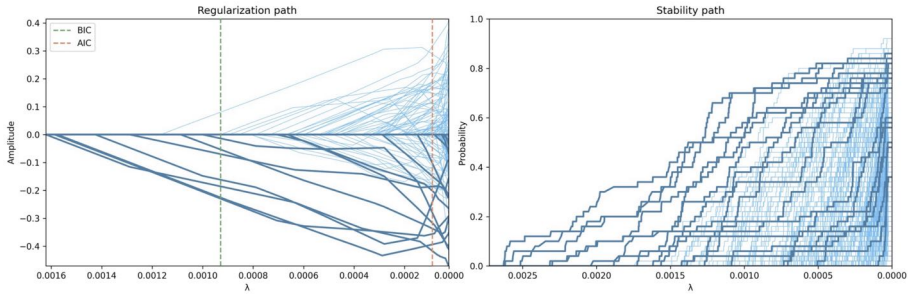 Regularization path
BIC
AIC
0.4
0.3
0.2
0.1
0.0
−0.1
−0.2
−0.3
−0.4
Amplitude
0.0016 0.0014 0.0012 0.0010 0.0008 0.0006 0.0004 0.0002 0.0000
λ
Stability path
1.0
0.8
0.6
0.4
0.2
0.0
Probability
0.0025 0.0020 0.0015 0.0010 0.0005 0.0000
λ